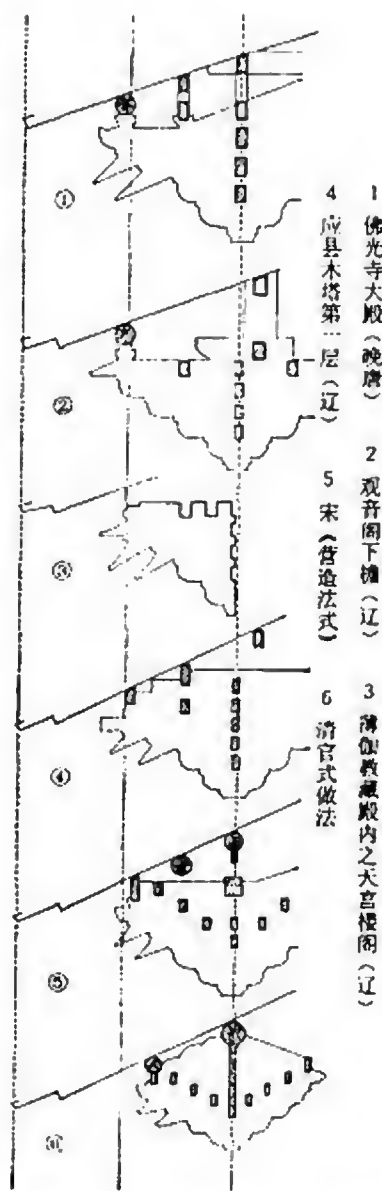 1 佛光寺大殿（晚唐）
2 观音阁下檐（辽）
3 薄伽教藏殿内之天宫楼阁（辽）
4 应县木塔第一层（辽）
5 宋《营造法式》
6 清官式做法
①
②
③
④
⑤
⑥